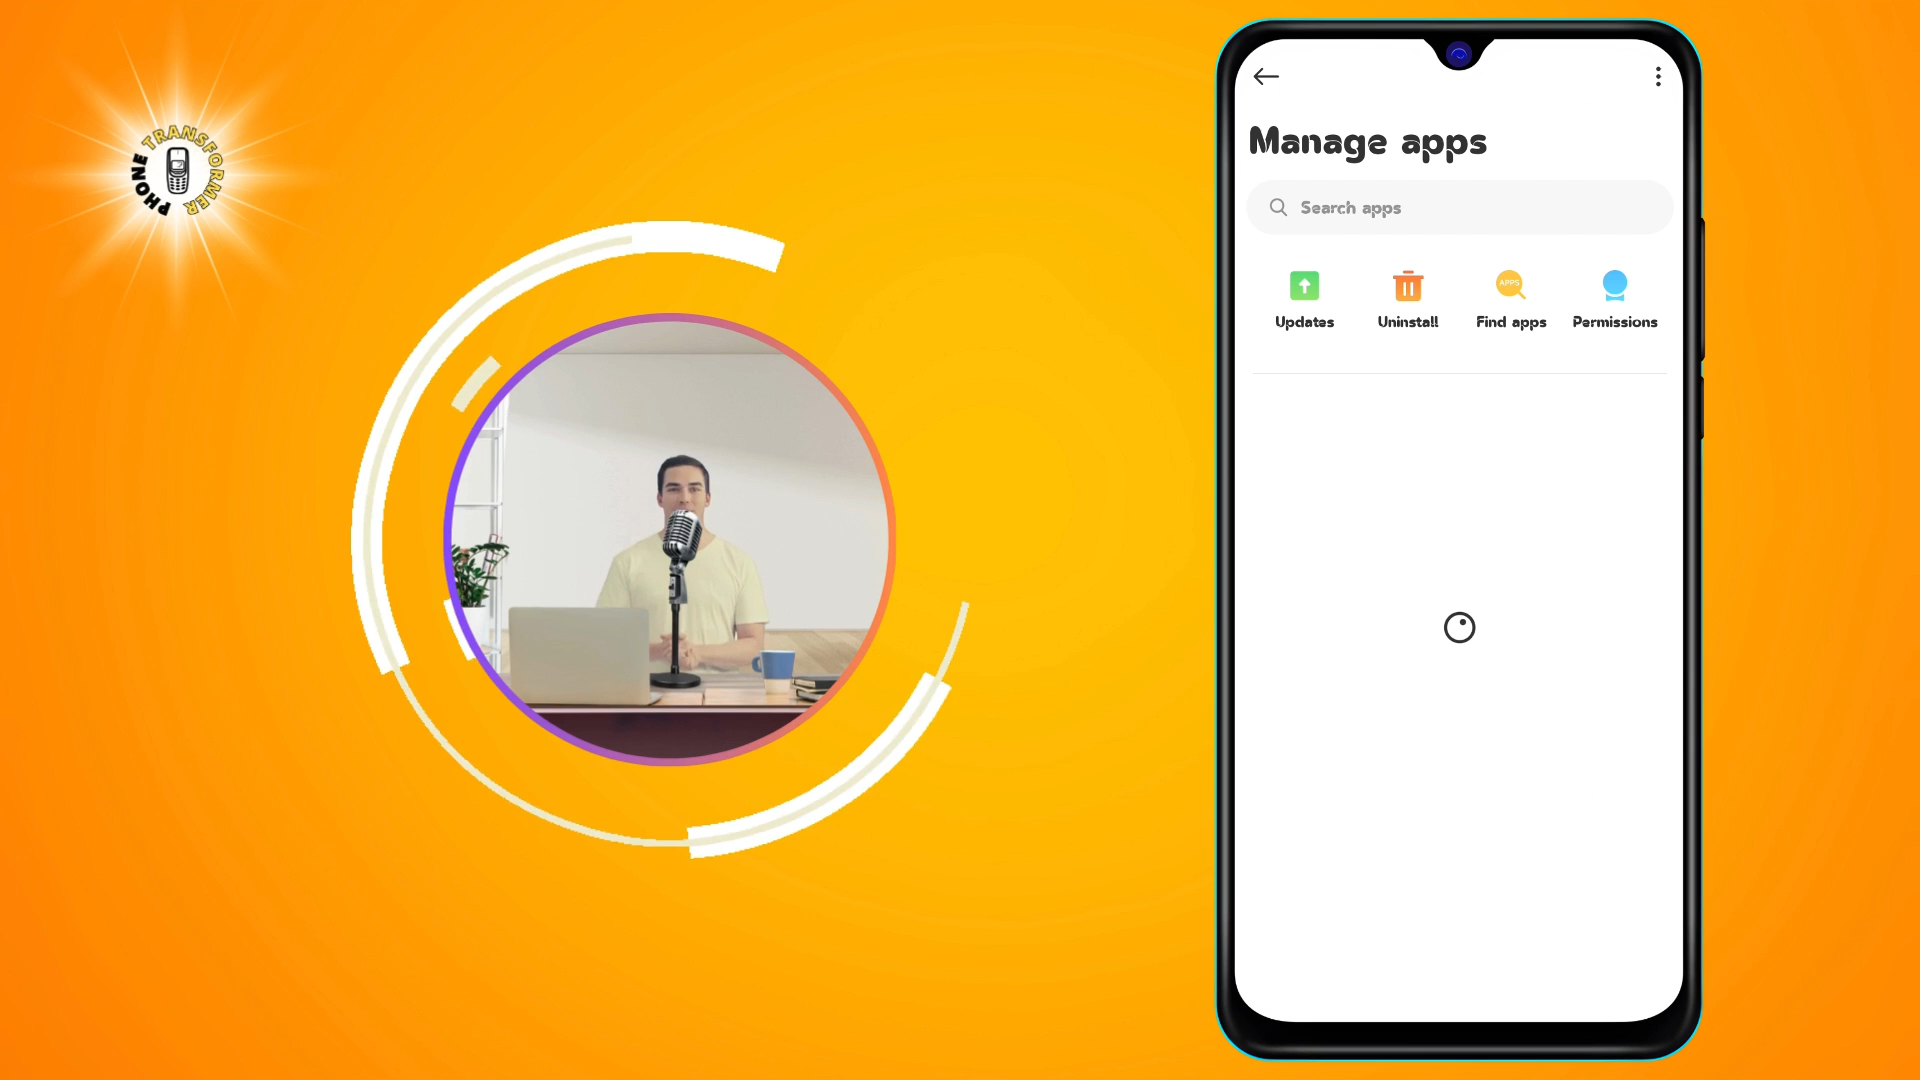 PHONE TRANSFORMER
Manage apps
Search apps
APPS
Updates
Uninstall
Find apps
Permissions